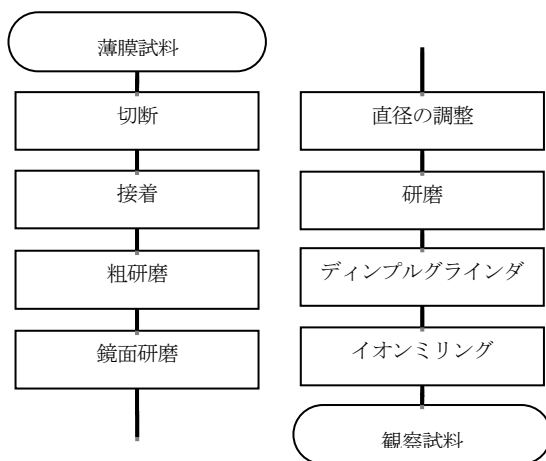 薄膜試料
切断
接着
粗研磨
鏡面研磨
直径の調整
研磨
ディンプルグラインダ
イオンミリング
観察試料